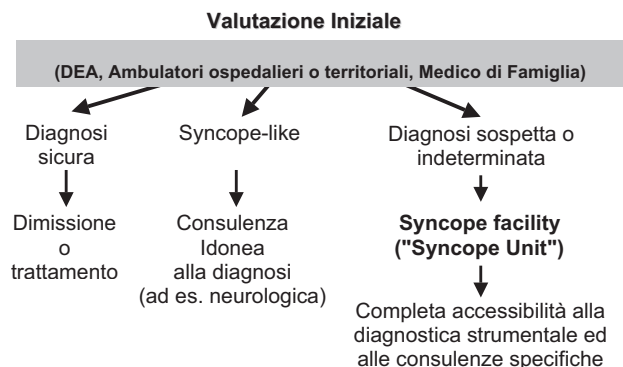 Valutazione Iniziale
(DEA, Ambulatori ospedalieri o territoriali, Medico di Famiglia)
Diagnosi
sicura
Dimissione
o
trattamento
Syncope-like
Consulenza
Idonea
alla diagnosi
(ad es. neurologica)
Diagnosi sospetta o
indeterminata
Syncope facility
("Syncope Unit")
Completa accessibilità alla
diagnostica strumentale ed
alle consulenze specifiche